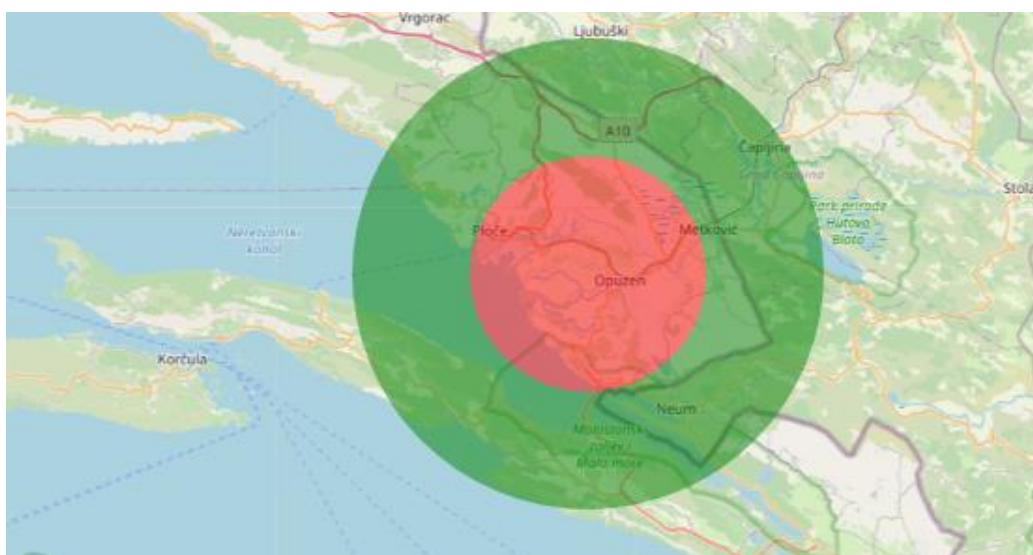 Vrgorac
Ljubuški
A10
Čapljina
Stola
Park prirode
Hutovo
Blato
Neretvanski
kanal
Ploče
Metković
Opuzen
Korčula
Neum
Malostonski
zaljev i
Malo more